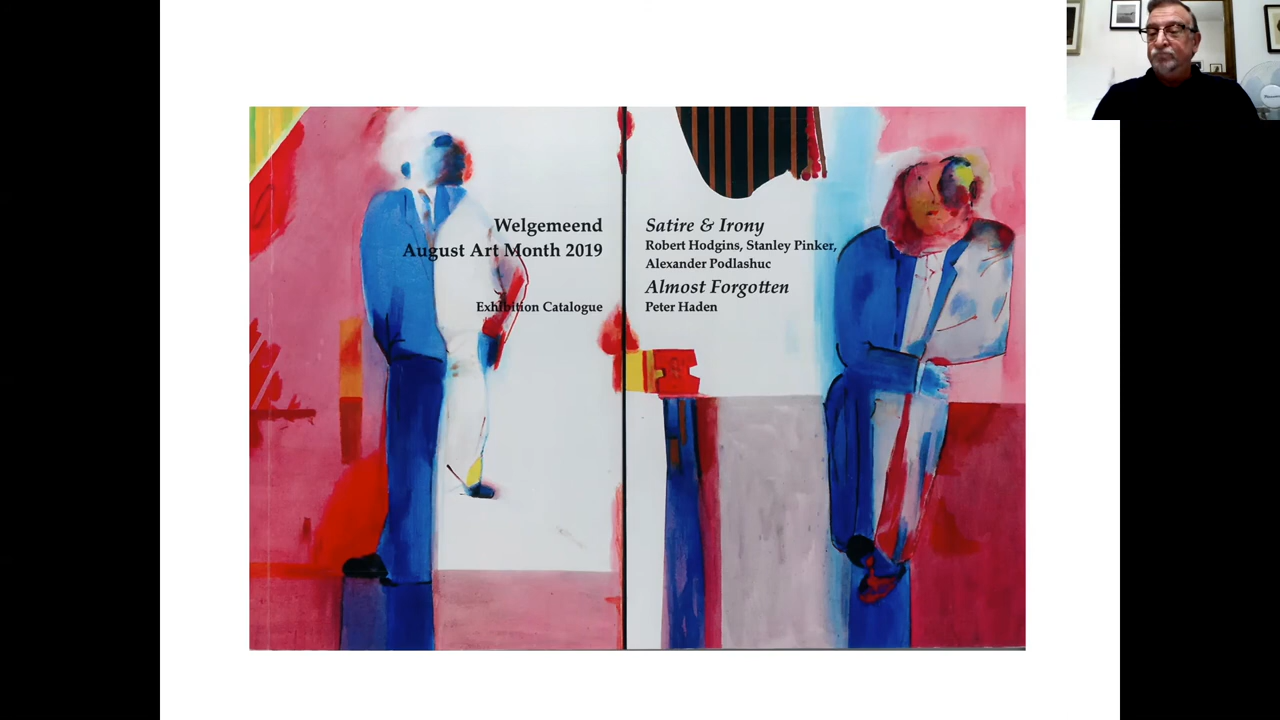 Welgemeend
August Art Month 2019
Exhibition Catalogue
Satire & Irony
Robert Hodgins, Stanley Pinker,
Alexander Podlashuc
Almost Forgotten
Peter Haden